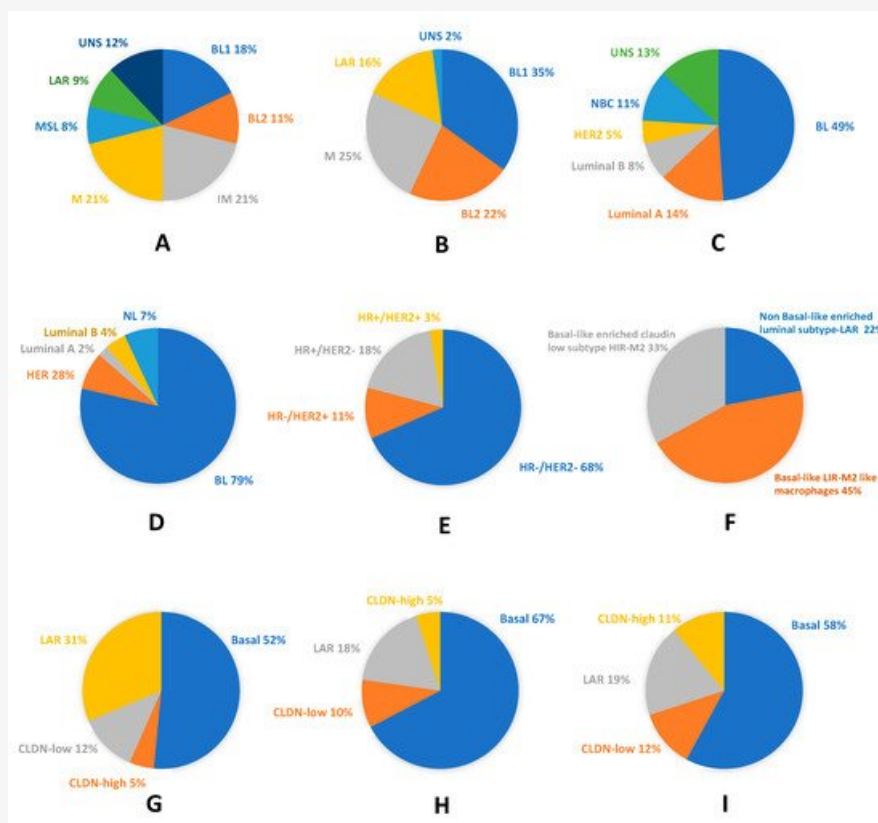 UNS 12%
BL1 18%
LAR 9%
MSL 8%
BL2 11%
M 21%
IM 21%
A
UNS 2%
LAR 16%
BL1 35%
M 25%
BL2 22%
B
UNS 13%
NBC 11%
BL 49%
HER2 5%
Luminal B 8%
Luminal A 14%
C
NL 7%
Luminal B 4%
Luminal A 2%
HER 28%
BL 79%
D
HR+/HER2+ 3%
HR+/HER2- 18%
HR-/HER2+ 11%
HR-/HER2- 68%
E
Basal-like enriched claudin
low subtype HIR-M2 33%
Non Basal-like enriched
luminal subtype-LAR 22%
Basal-like LIR-M2 like
macrophages 45%
F
LAR 31%
Basal 52%
CLDN-low 12%
CLDN-high 5%
G
CLDN-high 5%
Basal 67%
LAR 18%
CLDN-low 10%
H
CLDN-high 11%
Basal 58%
LAR 19%
CLDN-low 12%
I